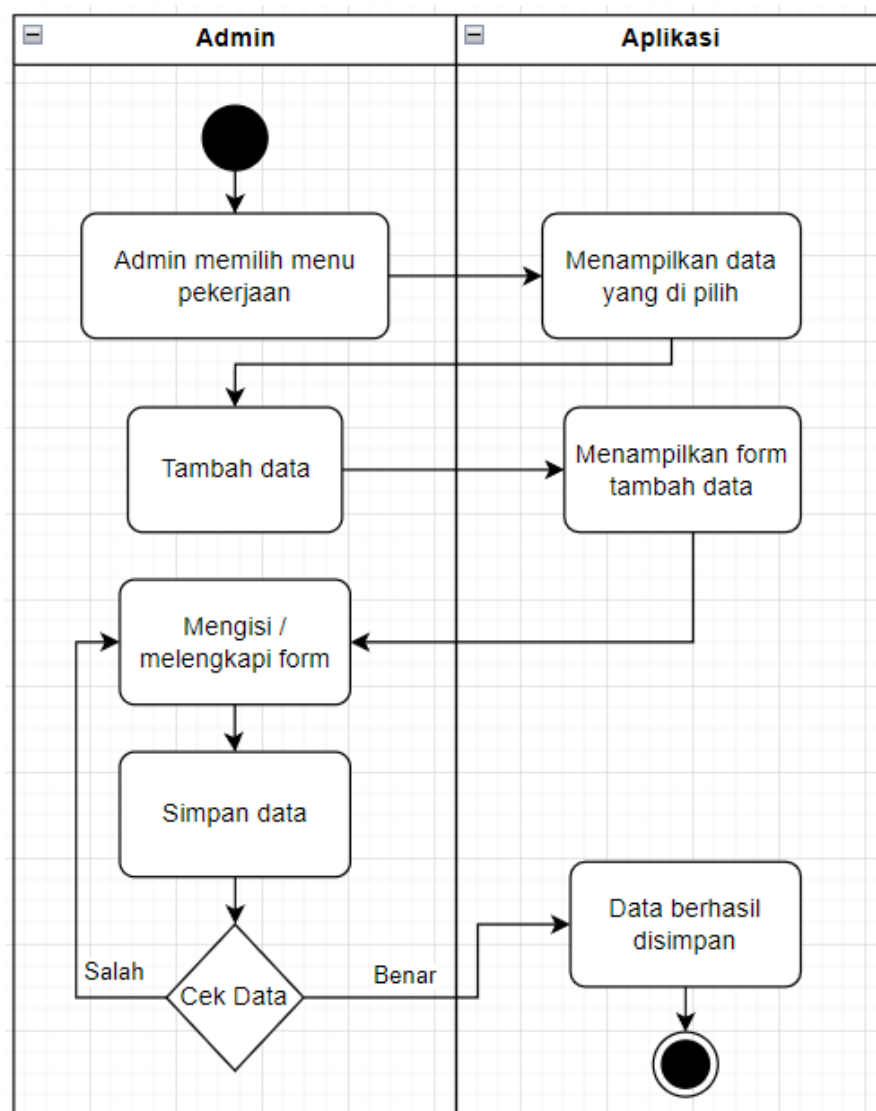 Admin
Aplikasi
Admin memilih menu
pekerjaan
Menampilkan data
yang di pilih
Tambah data
Menampilkan form
tambah data
Mengisi /
melengkapi form
Simpan data
Data berhasil
disimpan
Salah
Cek Data
Benar